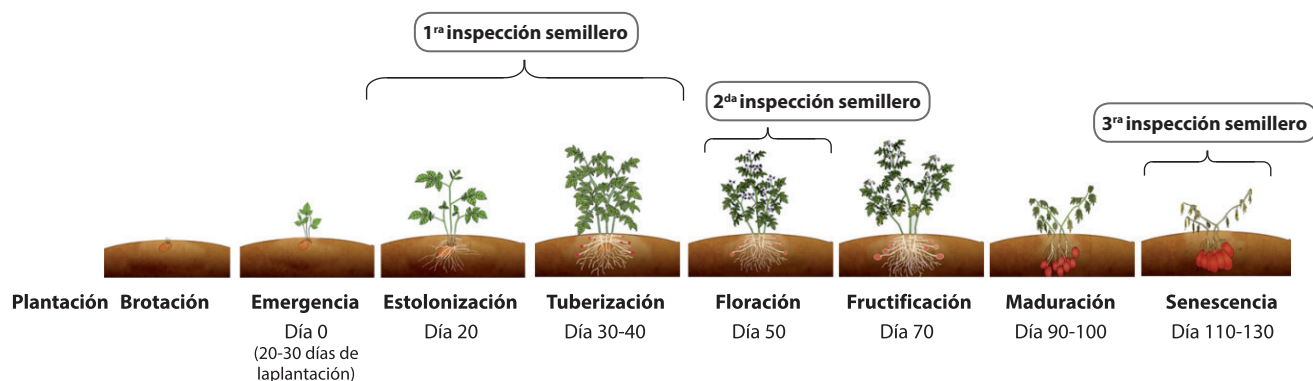 1ra inspección semillero
2da inspección semillero
3ra inspección semillero
Plantación Brotación Emergencia Estolonización Tuberización Floración Fructificación Maduración Senescencia
Día 0 Día 20 Día 30-40 Día 50 Día 70 Día 90-100 Día 110-130
(20-30 días de
laplantación)